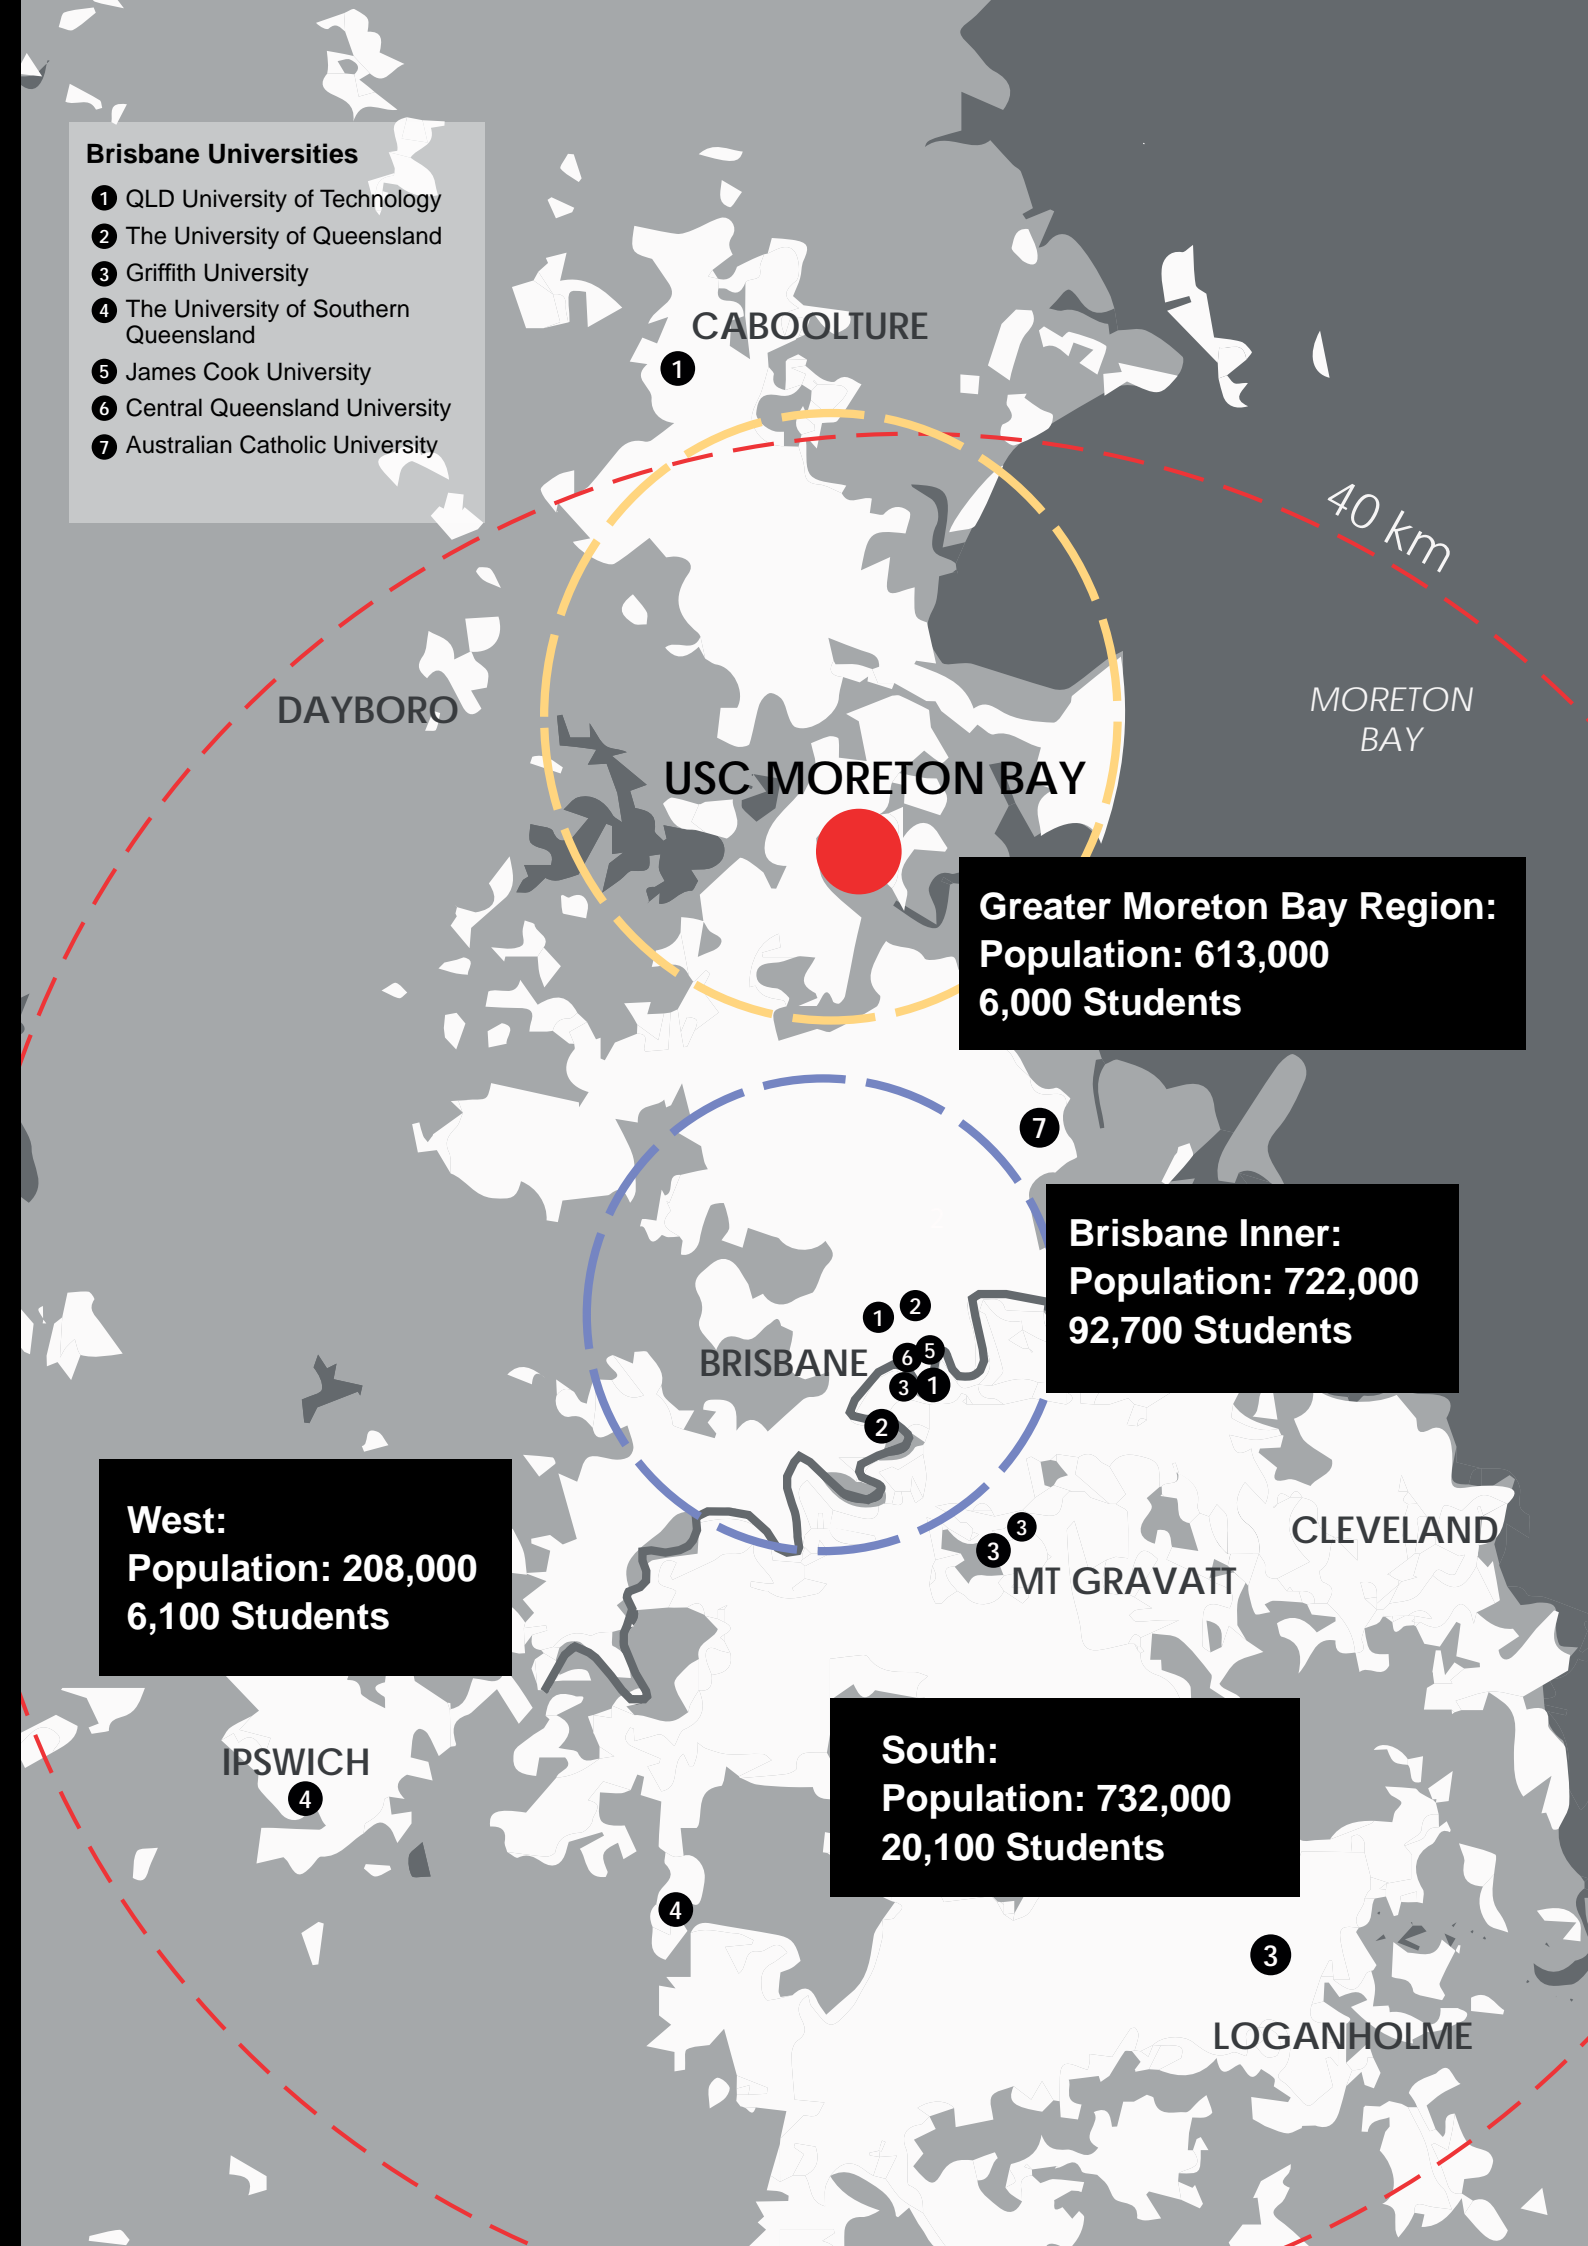 Brisbane Universities
1 QLD University of Technology
2 The University of Queensland
3 Griffith University
4 The University of Southern
Queensland
5 James Cook University
6 Central Queensland University
7 Australian Catholic University
CABOOLTURE
1
40 km
DAYBORO
MORETON
BAY
USC MORETON BAY
Greater Moreton Bay Region:
Population: 613,000
6,000 Students
7
Brisbane Inner:
Population: 722,000
92,700 Students
1
2
BRISBANE
6
5
3
1
2
West:
Population: 208,000
6,100 Students
3
3
CLEVELAND
MT GRAVATT
South:
Population: 732,000
20,100 Students
IPSWICH
4
4
3
LOGANHOLME